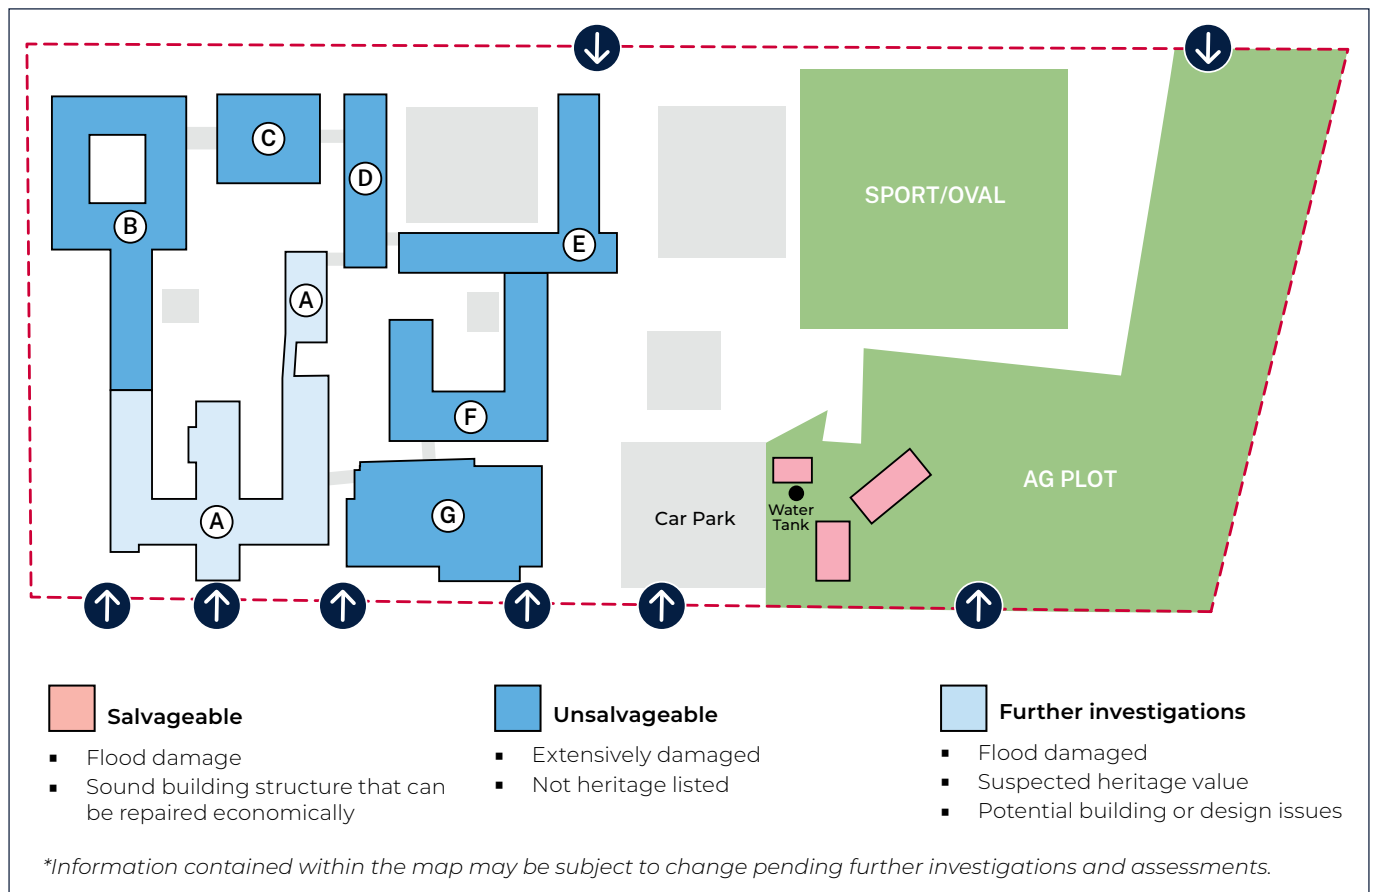 C
D
SPORT/OVAL
B
E
A
F
AG PLOT
G
Car Park
Water
Tank
A
Salvageable
▪ Flood damage
▪ Sound building structure that can
be repaired economically
Unsalvageable
▪ Extensively damaged
▪ Not heritage listed
Further investigations
▪ Flood damaged
▪ Suspected heritage value
▪ Potential building or design issues
*Information contained within the map may be subject to change pending further investigations and assessments.